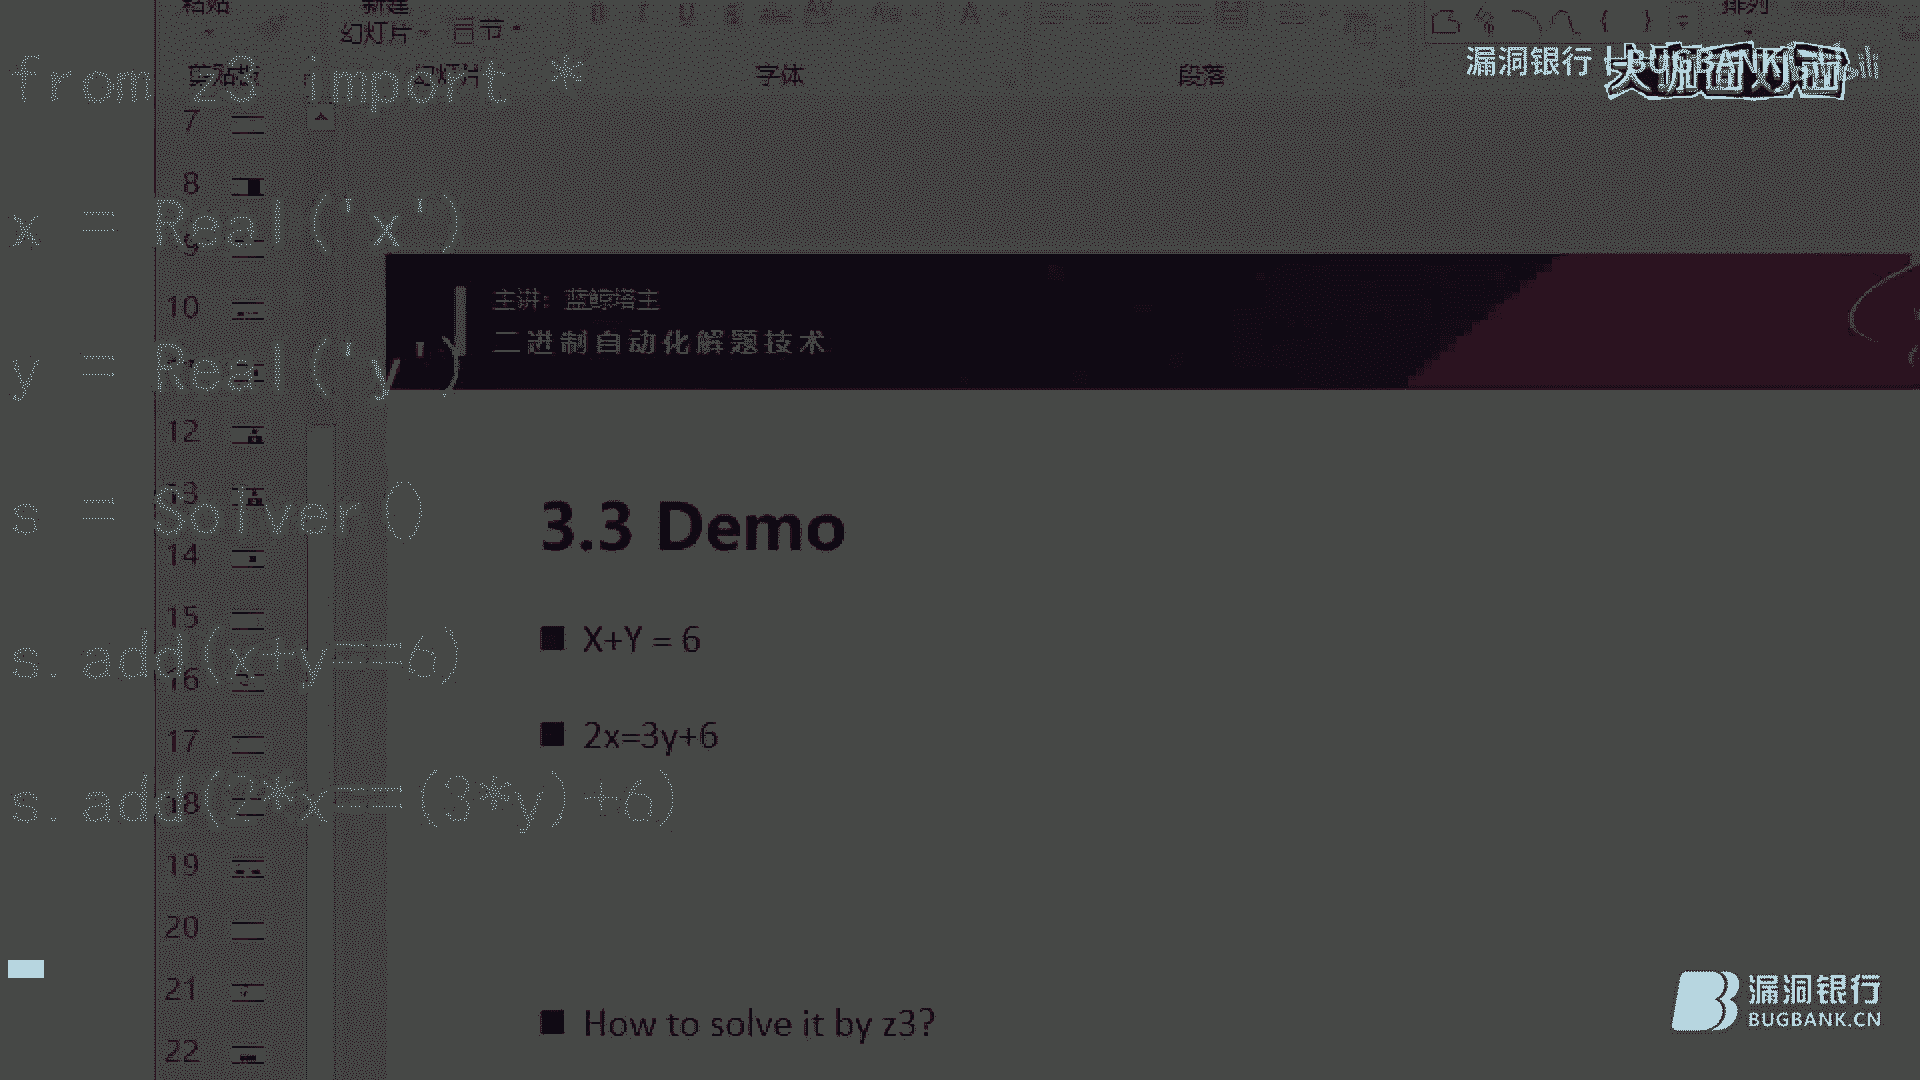 粘贴
新建
幻灯片
节
排列
剪贴板
幻灯片
字体
段落
漏洞银行
大咖面对面
from z3 import *
x = Real('x')
y = Real('y')
s = Solver()
s.add(x+y==6)
s.add(2*x==(3*y)+6)
7
8
9
10
12
13
14
15
16
17
18
19
20
21
22
主讲：蓝鲸塔主
二进制自动化解题技术
3.3 Demo
X+Y = 6
2x=3y+6
How to solve it by z3?
漏洞银行
BUGBANK.CN